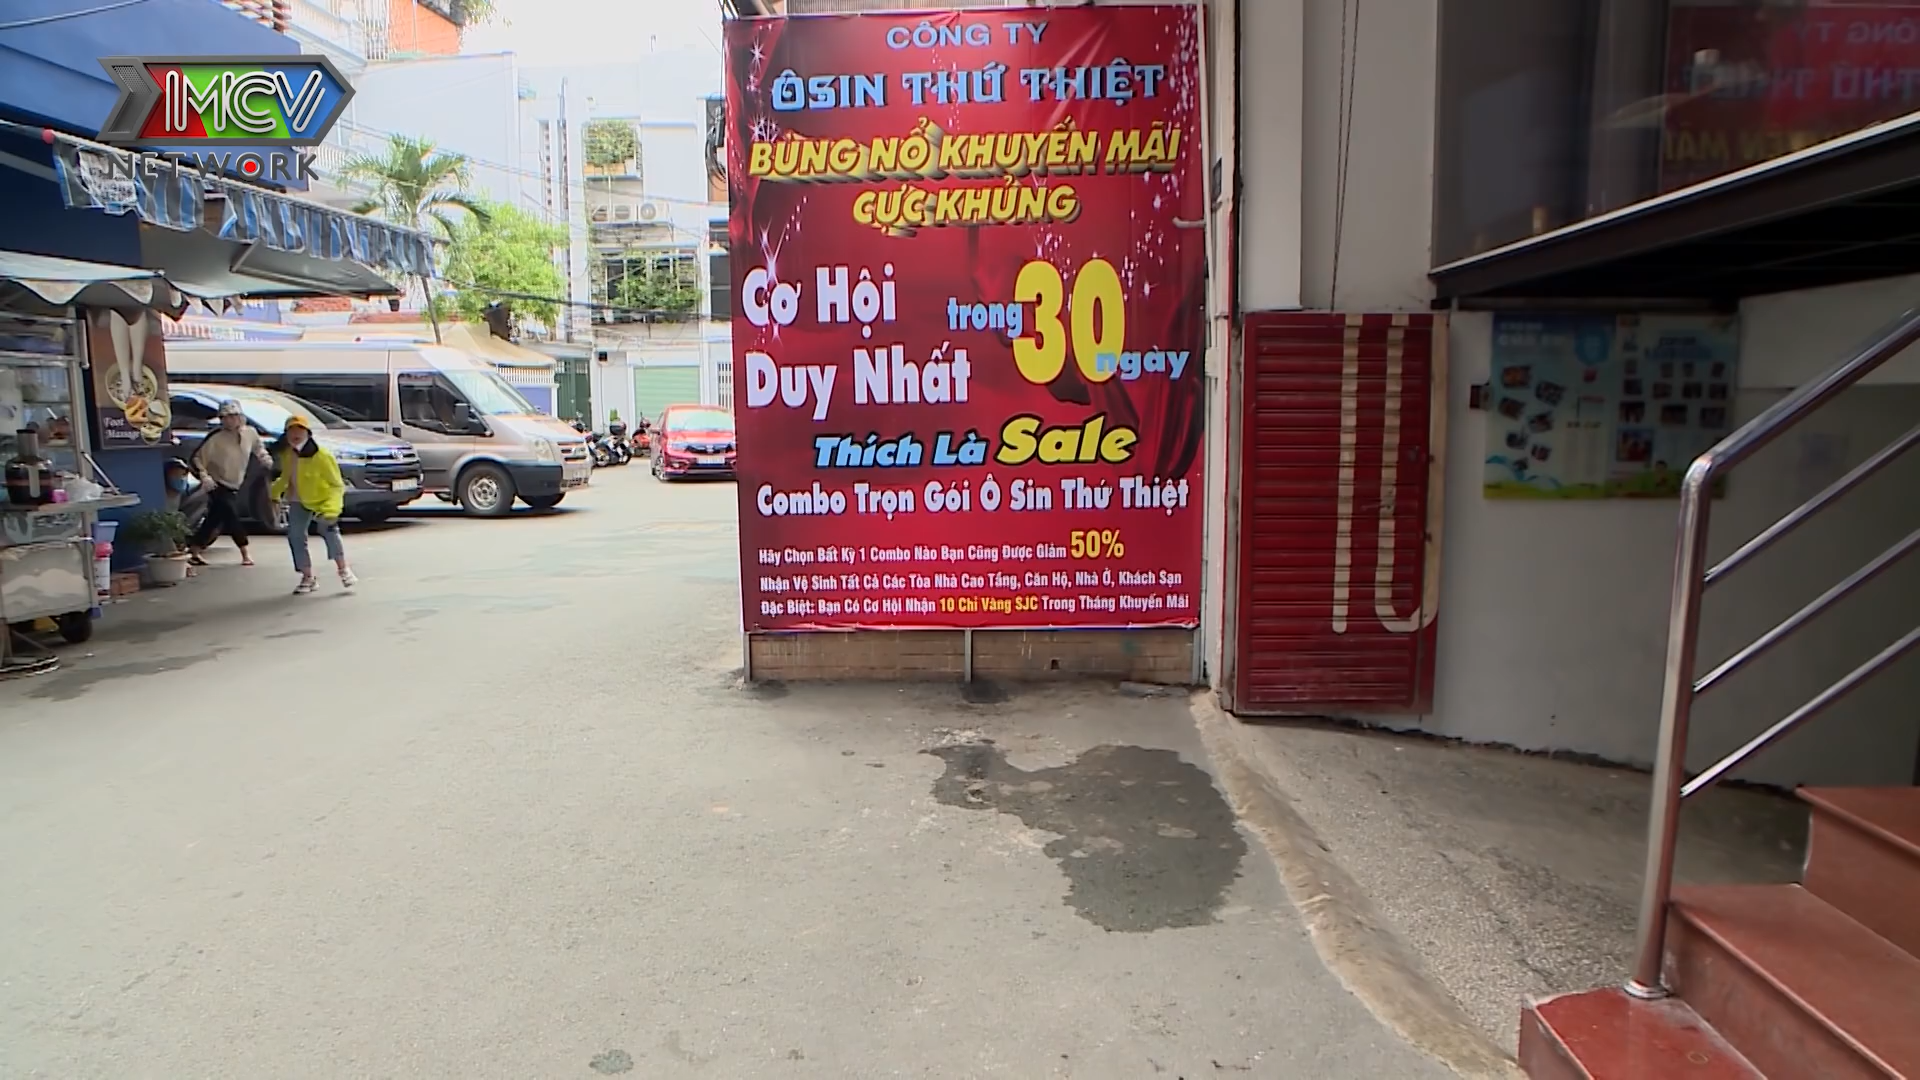 MCV
NETWORK
CÔNG TY
ÔSIN THỨ THIỆT
BÙNG NỔ KHUYẾN MÃI
CỰC KHỦNG
Cơ Hội
Duy Nhất
trong 30 ngày
Thích Là Sale
Combo Trọn Gói Ô Sin Thứ Thiệt
Hãy Chọn Bất Kỳ 1 Combo Nào Bạn Cũng Được Giảm 50%
Nhận Vệ Sinh Tất Cả Các Tòa Nhà Cao Tầng, Căn Hộ, Nhà Ở, Khách Sạn
Đặc Biệt: Bạn Có Cơ Hội Nhận 10 Chỉ Vàng SJC Trong Tháng Khuyến Mãi
Foot
Massage